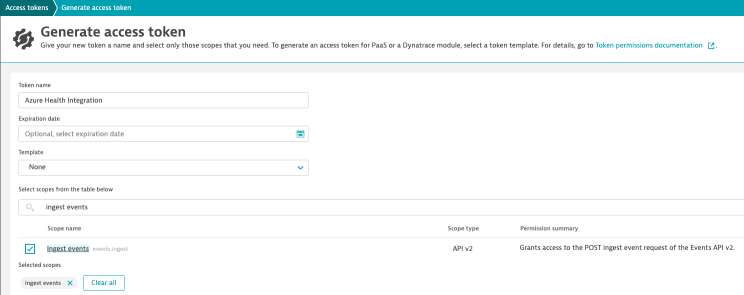 Access tokens Generate access token
Generate access token
Give your new token a name and select only those scopes that you need. To generate an access token for PaaS or a Dynatrace module, select a token template. For details, go to Token permissions documentation .
Token name
Azure Health Integration
Expiration date
Optional, select expiration date
Template
None
Select scopes from the table below
ingest events
Scope name Scope type Permission summary
Ingest events events.ingest API v2 Grants access to the POST ingest event request of the Events API v2.
Selected scopes
Ingest events Clear all